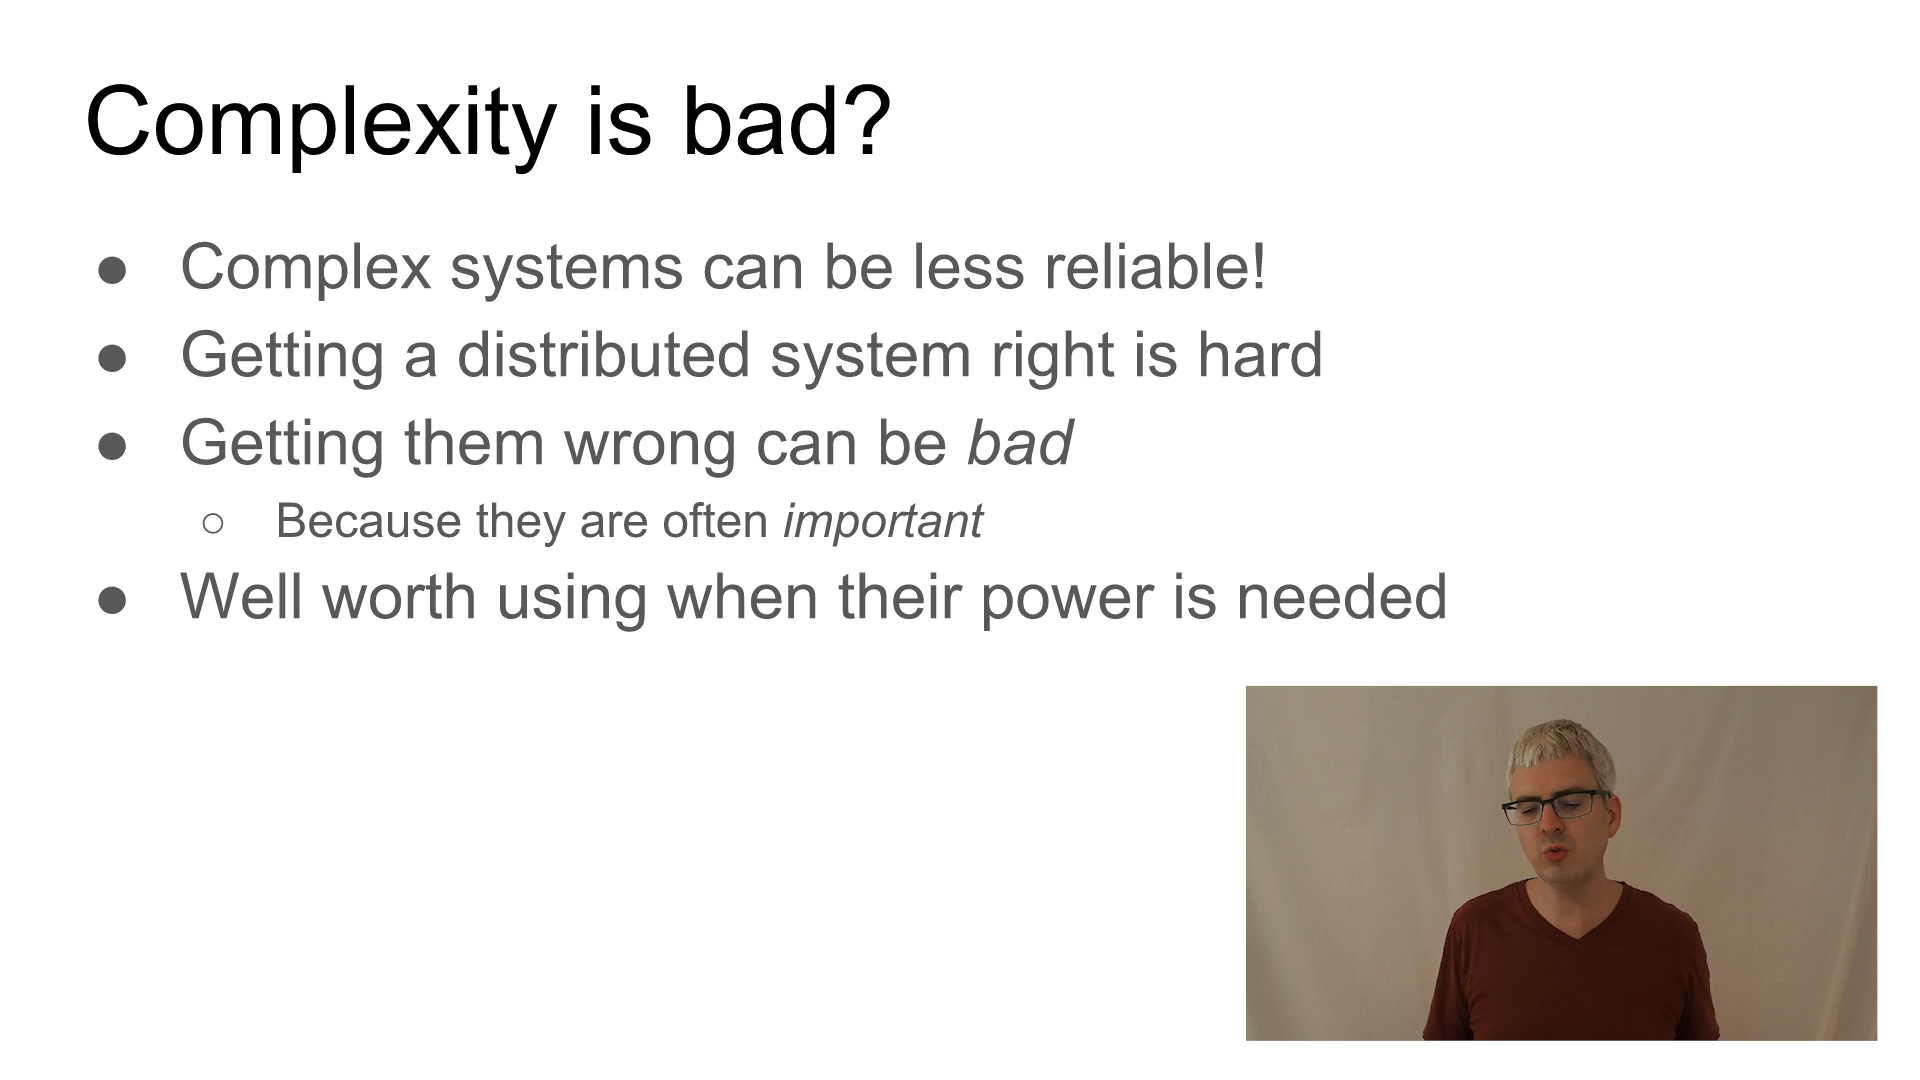 Complexity is bad?
● Complex systems can be less reliable!
● Getting a distributed system right is hard
● Getting them wrong can be bad
○ Because they are often important
● Well worth using when their power is needed